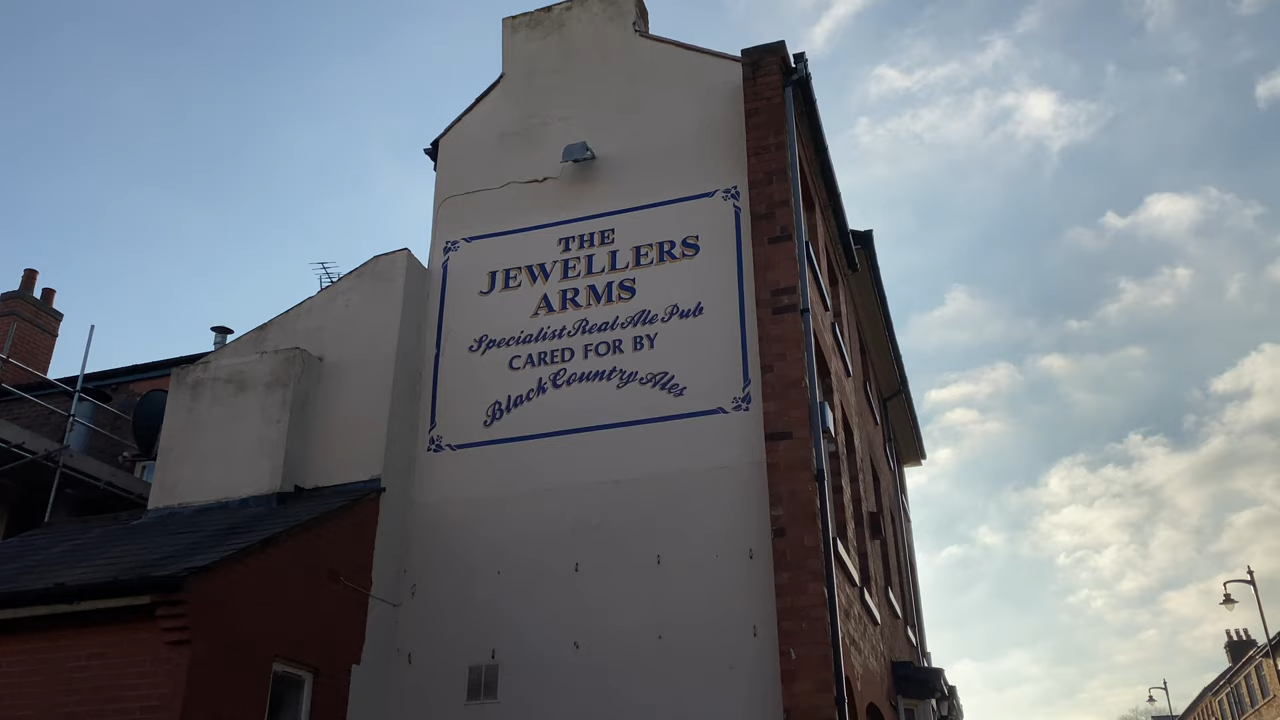 THE
JEWELLERS
ARMS
Specialist Real Ale Pub
CARED FOR BY
Black Country Ales